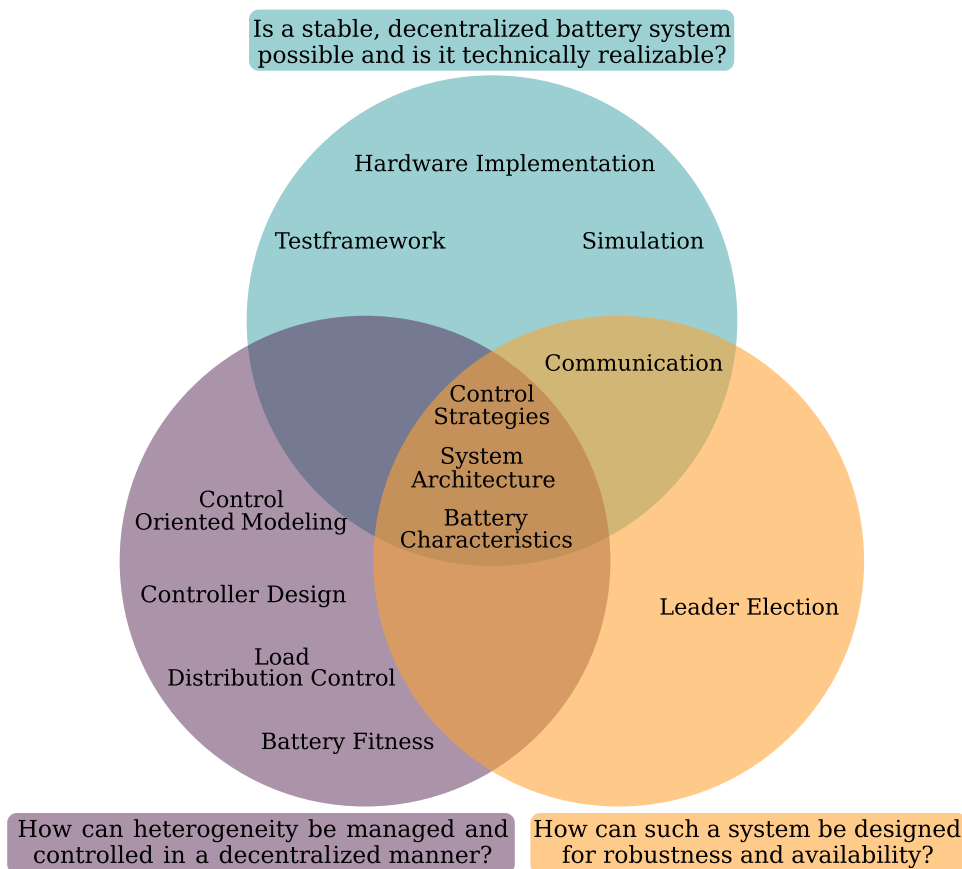 Is a stable, decentralized battery system
possible and is it technically realizable?
Hardware Implementation
Testframework
Simulation
Communication
Control
Strategies
System
Architecture
Battery
Characteristics
Control
Oriented Modeling
Controller Design
Load
Distribution Control
Battery Fitness
Leader Election
How can heterogeneity be managed and
controlled in a decentralized manner?
How can such a system be designed
for robustness and availability?